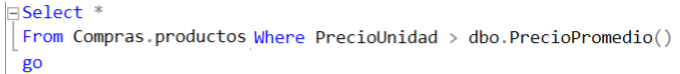 Select *
From Compras.productos Where PrecioUnidad > dbo.PrecioPromedio()
go